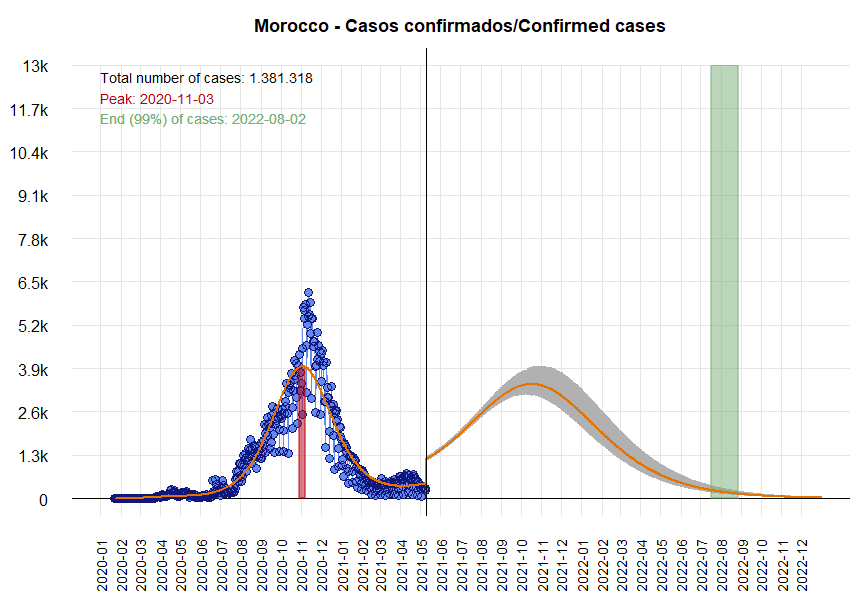 Morocco - Casos confirmados/Confirmed cases
Total number of cases: 1.381.318
Peak: 2020-11-03
End (99%) of cases: 2022-08-02
13k
11.7k
10.4k
9.1k
7.8k
6.5k
5.2k
3.9k
2.6k
1.3k
0
2020-01
2020-02
2020-03
2020-04
2020-05
2020-06
2020-07
2020-08
2020-09
2020-10
2020-11
2020-12
2021-01
2021-02
2021-03
2021-04
2021-05
2021-06
2021-07
2021-08
2021-09
2021-10
2021-11
2021-12
2022-01
2022-02
2022-03
2022-04
2022-05
2022-06
2022-07
2022-08
2022-09
2022-10
2022-11
2022-12